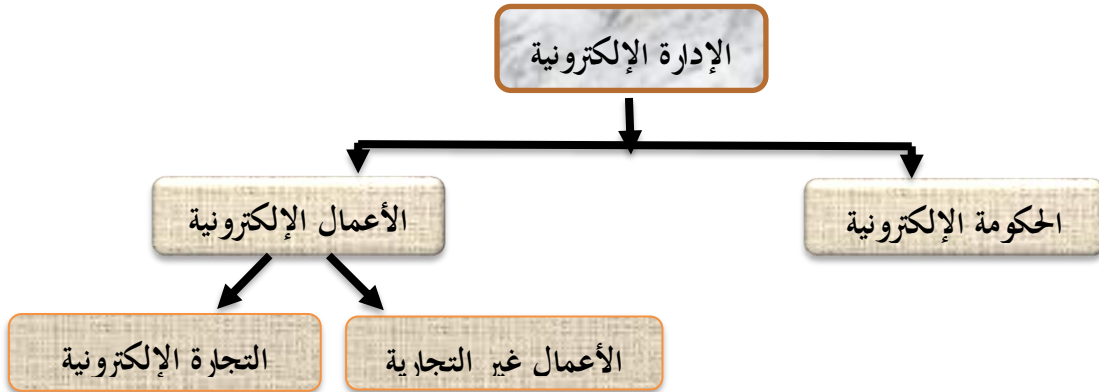 الإدارة الإلكترونية
الحكومة الإلكترونية
الأعمال الإلكترونية
الأعمال غير التجارية
التجارة الإلكترونية